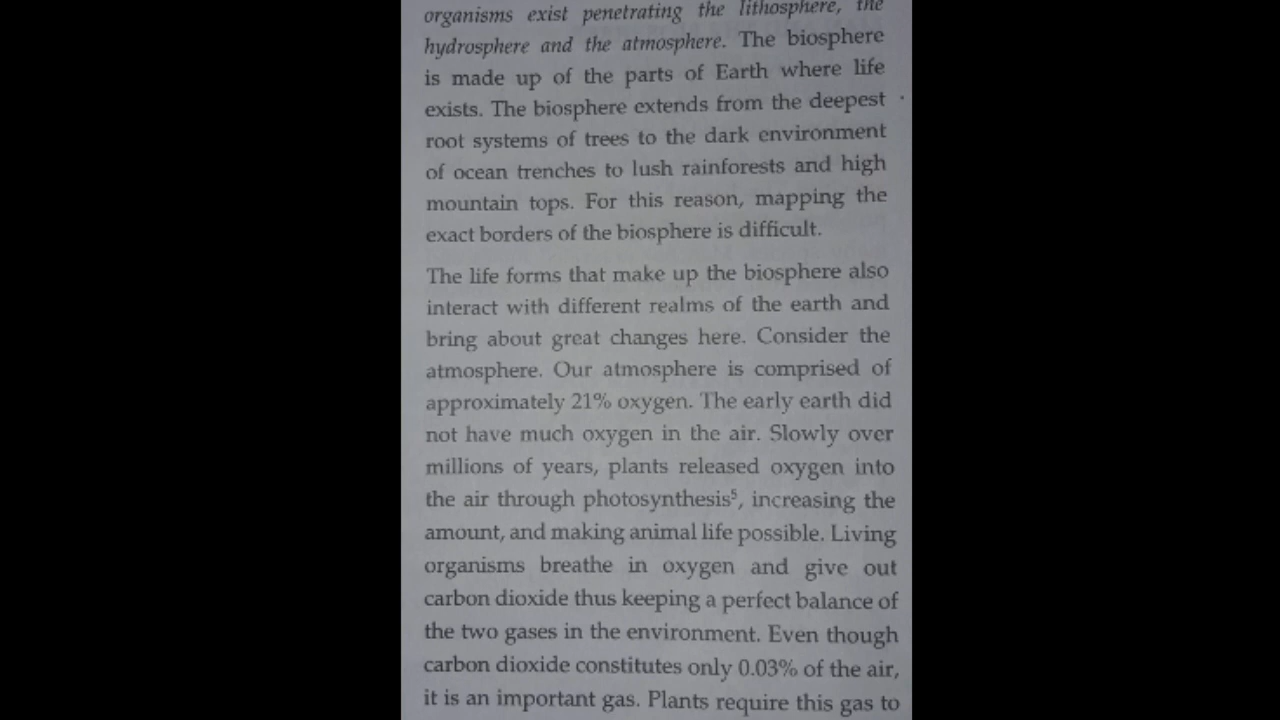 organisms exist penetrating the lithosphere, the
hydrosphere and the atmosphere. The biosphere
is made up of the parts of Earth where life
exists. The biosphere extends from the deepest
root systems of trees to the dark environment
of ocean trenches to lush rainforests and high
mountain tops. For this reason, mapping the
exact borders of the biosphere is difficult.
The life forms that make up the biosphere also
interact with different realms of the earth and
bring about great changes here. Consider the
atmosphere. Our atmosphere is comprised of
approximately 21% oxygen. The early earth did
not have much oxygen in the air. Slowly over
millions of years, plants released oxygen into
the air through photosynthesis⁵, increasing the
amount, and making animal life possible. Living
organisms breathe in oxygen and give out
carbon dioxide thus keeping a perfect balance of
the two gases in the environment. Even though
carbon dioxide constitutes only 0.03% of the air,
it is an important gas. Plants require this gas to